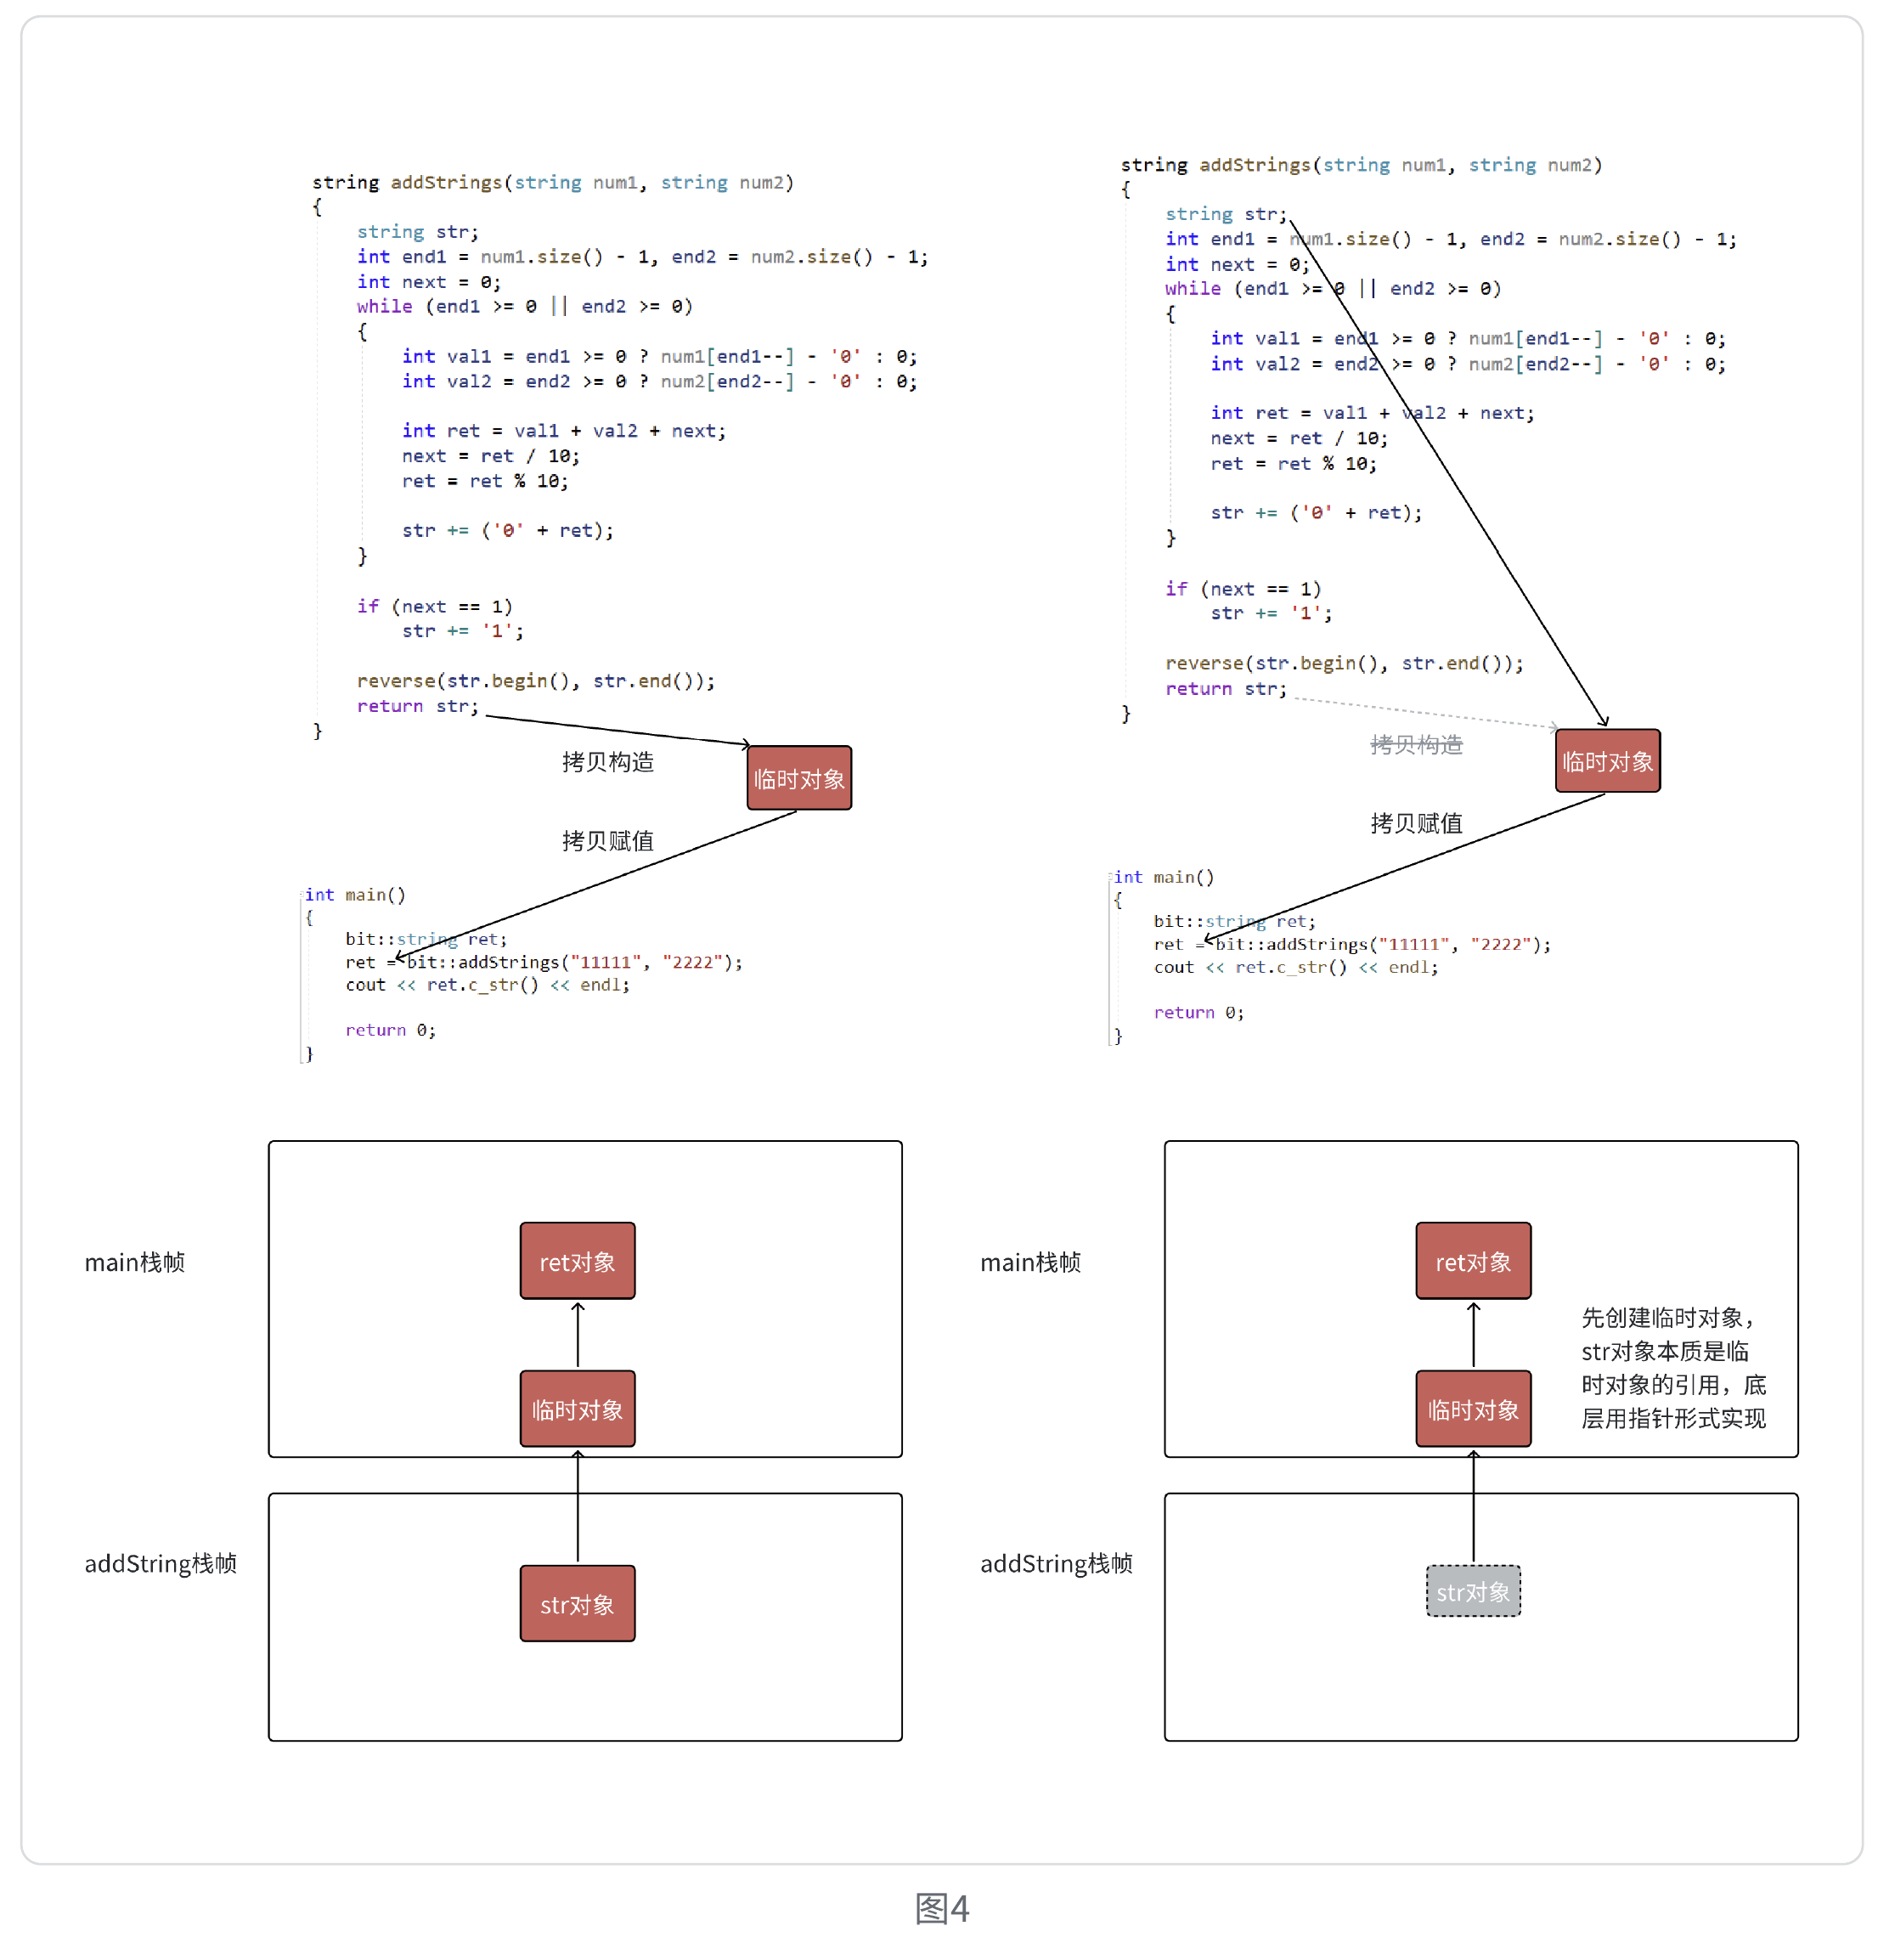 string addStrings(string num1, string num2)
{
string str;
int end1 = num1.size() - 1, end2 = num2.size() - 1;
int next = 0;
while (end1 >= 0 || end2 >= 0)
{
int val1 = end1 >= 0 ? num1[end1--] - '0' : 0;
int val2 = end2 >= 0 ? num2[end2--] - '0' : 0;
int ret = val1 + val2 + next;
next = ret / 10;
ret = ret % 10;
str += ('0' + ret);
}
if (next == 1)
str += '1';
reverse(str.begin(), str.end());
return str;
}
拷贝构造
临时对象
拷贝赋值
int main()
{
bit::string ret;
ret = bit::addStrings("11111", "2222");
cout << ret.c_str() << endl;
return 0;
}
string addStrings(string num1, string num2)
{
string str;
int end1 = num1.size() - 1, end2 = num2.size() - 1;
int next = 0;
while (end1 >= 0 || end2 >= 0)
{
int val1 = end1 >= 0 ? num1[end1--] - '0' : 0;
int val2 = end2 >= 0 ? num2[end2--] - '0' : 0;
int ret = val1 + val2 + next;
next = ret / 10;
ret = ret % 10;
str += ('0' + ret);
}
if (next == 1)
str += '1';
reverse(str.begin(), str.end());
return str;
}
拷贝构造
临时对象
拷贝赋值
int main()
{
bit::string ret;
ret = bit::addStrings("11111", "2222");
cout << ret.c_str() << endl;
return 0;
}
main栈帧
ret对象
临时对象
addString栈帧
str对象
main栈帧
ret对象
临时对象
先创建临时对象，
str对象本质是临
时对象的引用，底
层用指针形式实现
addString栈帧
str对象
图4